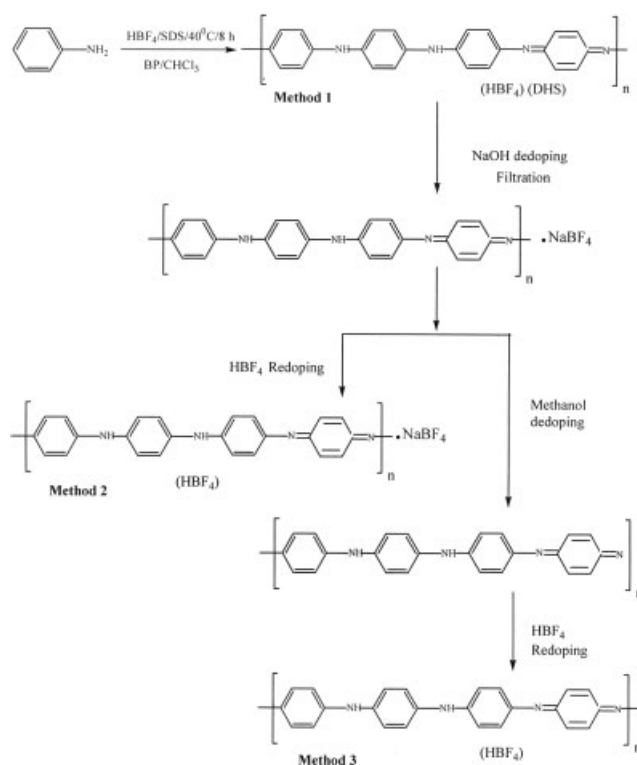 NH₂
HBF₄/SDS/40⁰C/8 h
BP/CHCl₃
NH
NH
N
N
n
Method 1
(HBF₄) (DHS)
NaOH dedoping
Filtration
NH
NH
N
N
n
.NaBF₄
HBF₄ Redoping
Methanol
dedoping
NH
NH
N
N
n
.NaBF₄
Method 2
(HBF₄)
NH
NH
N
N
HBF₄
Redoping
NH
NH
N
N
n
Method 3
(HBF₄)